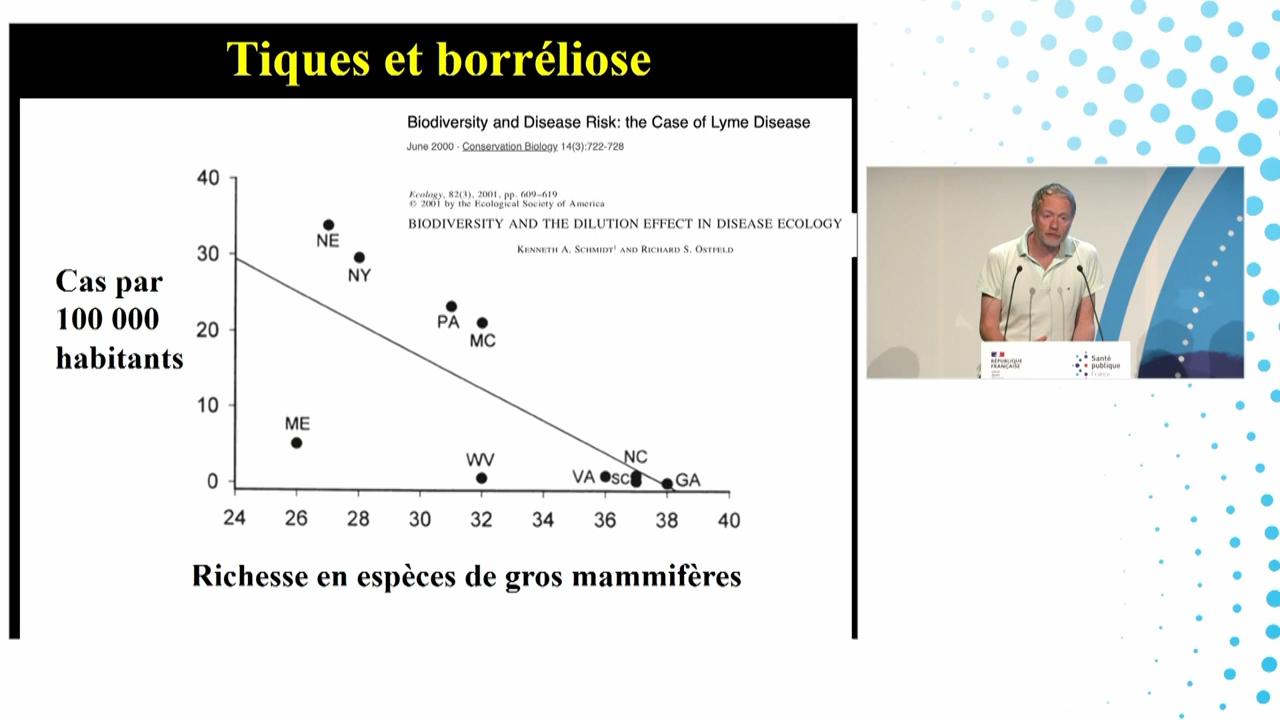 Tiques et borréliose
Biodiversity and Disease Risk: the Case of Lyme Disease
June 2000 - Conservation Biology 14(3):722-728
Ecology, 82(3), 2001, pp. 609–619
© 2001 by the Ecological Society of America
BIODIVERSITY AND THE DILUTION EFFECT IN DISEASE ECOLOGY
KENNETH A. SCHMIDT¹ AND RICHARD S. OSTFELD
Cas par
100 000
habitants
40
30
20
10
0
NE
NY
PA
MC
ME
WV
NC
VA
SC
GA
24 26 28 30 32 34 36 38 40
Richesse en espèces de gros mammifères
RÉPUBLIQUE
FRANÇAISE
Santé
publique
France